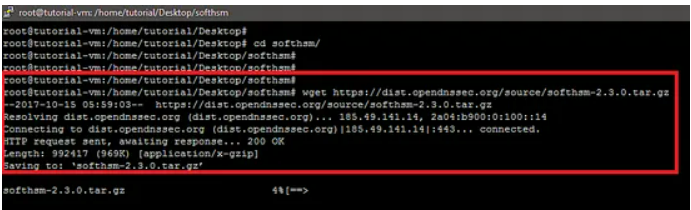 root@tutorial-vm: /home/tutorial/Desktop/softhsm
root@tutorial-vm:/home/tutorial/Desktop#
root@tutorial-vm:/home/tutorial/Desktop# cd softhsm/
root@tutorial-vm:/home/tutorial/Desktop/softhsm#
root@tutorial-vm:/home/tutorial/Desktop/softhsm#
root@tutorial-vm:/home/tutorial/Desktop/softhsm#
root@tutorial-vm:/home/tutorial/Desktop/softhsm# wget https://dist.opendnssec.org/source/softhsm-2.3.0.tar.gz
--2017-10-15 05:59:03-- https://dist.opendnssec.org/source/softhsm-2.3.0.tar.gz
Resolving dist.opendnssec.org (dist.opendnssec.org)... 185.49.141.14, 2a04:b900:0:100::14
Connecting to dist.opendnssec.org (dist.opendnssec.org)|185.49.141.14|:443... connected.
HTTP request sent, awaiting response... 200 OK
Length: 992417 (969K) [application/x-gzip]
Saving to: ‘softhsm-2.3.0.tar.gz’
softhsm-2.3.0.tar.gz 4%[==>